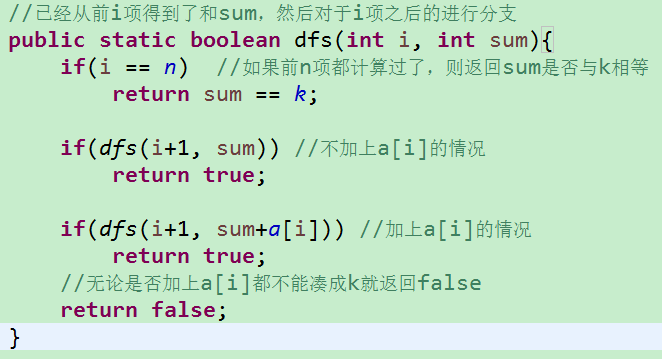 //已经从前i项得到了和sum，然后对于i项之后的进行分支
public static boolean dfs(int i, int sum){
if(i == n)  //如果前n项都计算过了，则返回sum是否与k相等
return sum == k;
if(dfs(i+1, sum)) //不加上a[i]的情况
return true;
if(dfs(i+1, sum+a[i])) //加上a[i]的情况
return true;
//无论是否加上a[i]都不能凑成k就返回false
return false;
}